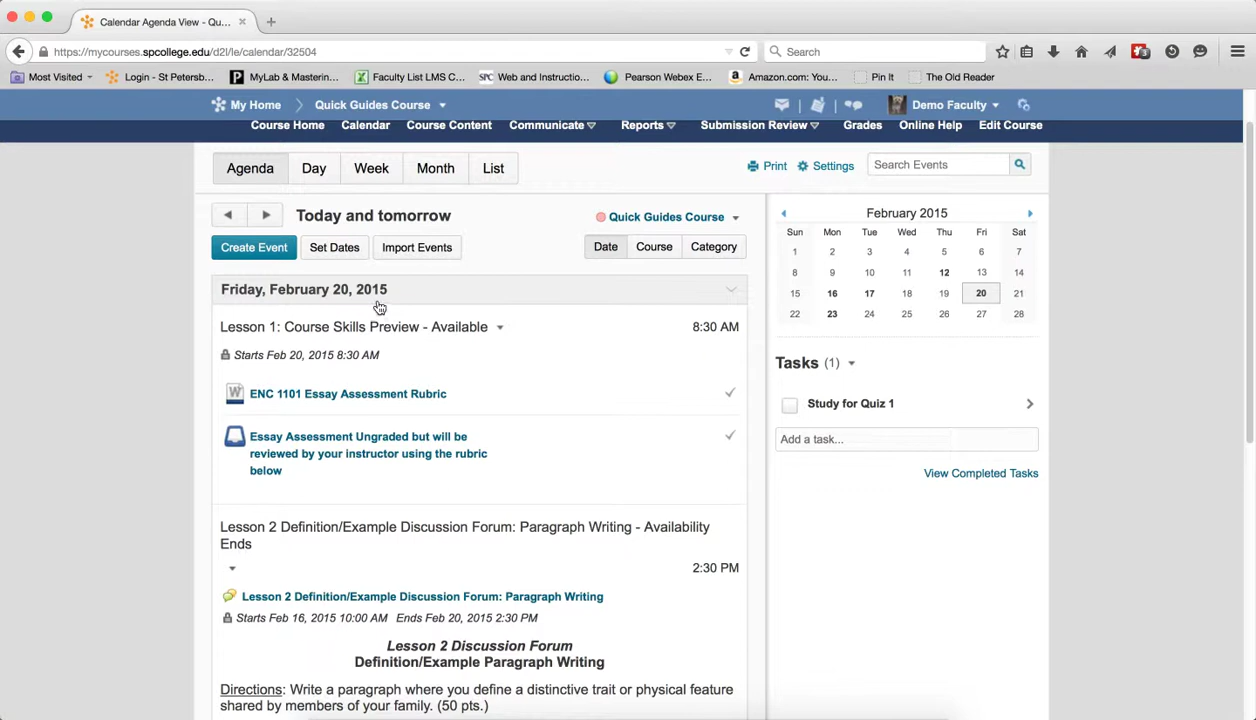 Calendar Agenda View - Qu...
https://mycourses.spcollege.edu/d2l/le/calendar/32504
Search
Most Visited
Login - St Petersb...
MyLab & Mastering...
Faculty List LMS C...
SPC
Web and Instructio...
Pearson Webex E...
Amazon.com: You...
Pin It
The Old Reader
My Home
Quick Guides Course
Demo Faculty
Course Home
Calendar
Course Content
Communicate
Reports
Submission Review
Grades
Online Help
Edit Course
Agenda
Day
Week
Month
List
Print
Settings
Search Events
Today and tomorrow
Quick Guides Course
Create Event
Set Dates
Import Events
Date
Course
Category
Friday, February 20, 2015
Lesson 1: Course Skills Preview - Available
8:30 AM
Starts Feb 20, 2015 8:30 AM
ENC 1101 Essay Assessment Rubric
Essay Assessment Ungraded but will be
reviewed by your instructor using the rubric
below
Lesson 2 Definition/Example Discussion Forum: Paragraph Writing - Availability
Ends
2:30 PM
Lesson 2 Definition/Example Discussion Forum: Paragraph Writing
Starts Feb 16, 2015 10:00 AM Ends Feb 20, 2015 2:30 PM
Lesson 2 Discussion Forum
Definition/Example Paragraph Writing
Directions: Write a paragraph where you define a distinctive trait or physical feature
shared by members of your family. (50 pts.)
February 2015
Sun Mon Tue Wed Thu Fri Sat
1 2 3 4 5 6 7
8 9 10 11 12 13 14
15 16 17 18 19 20 21
22 23 24 25 26 27 28
Tasks (1)
Study for Quiz 1
Add a task...
View Completed Tasks